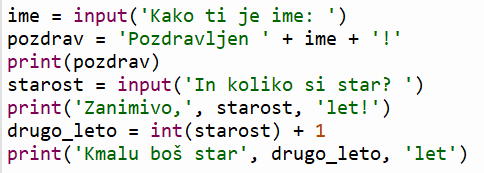 ime = input('Kako ti je ime: ')
pozdrav = 'Pozdravljen ' + ime + '!'
print(pozdrav)
starost = input('In koliko si star? ')
print('Zanimivo,', starost, 'let!')
drugo_leto = int(starost) + 1
print('Kmalu boš star', drugo_leto, 'let')